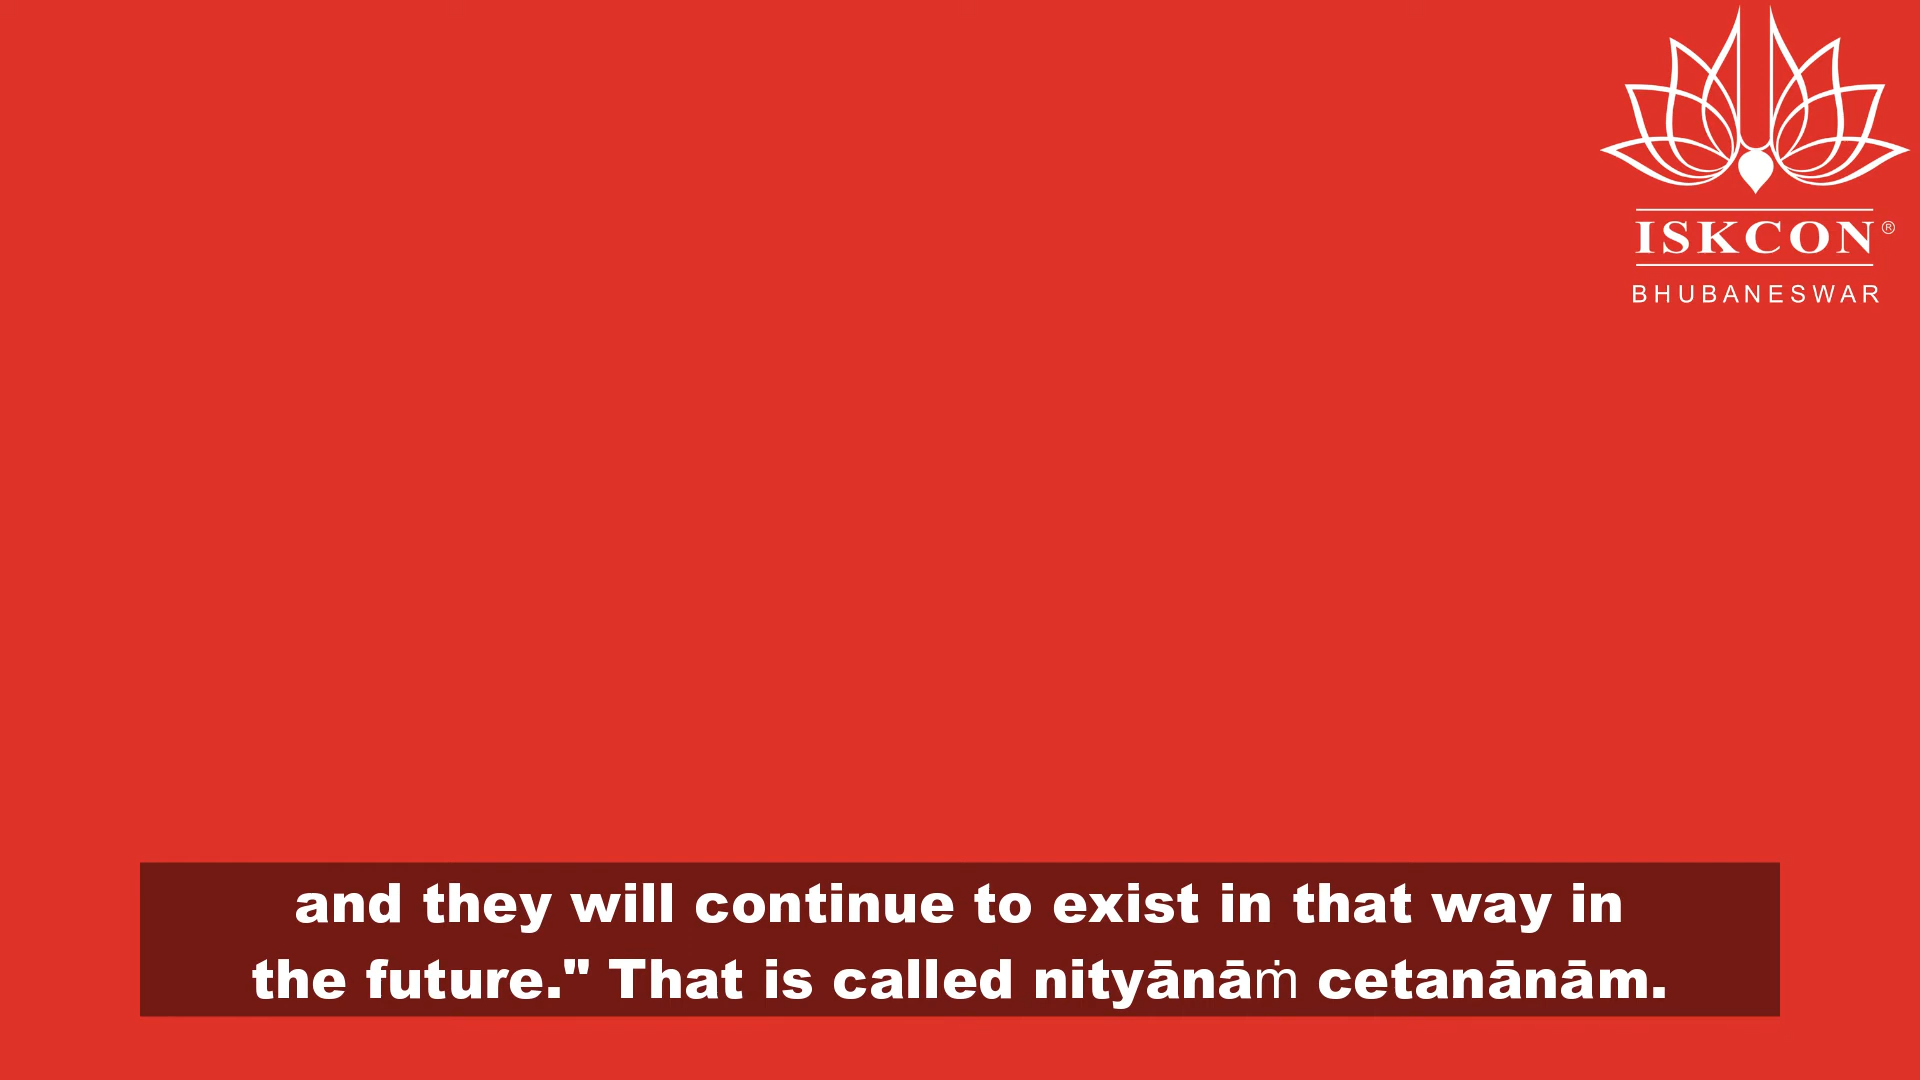 ISKCON®
BHUBANESWAR
and they will continue to exist in that way in
the future." That is called nityānāṁ cetanānām.